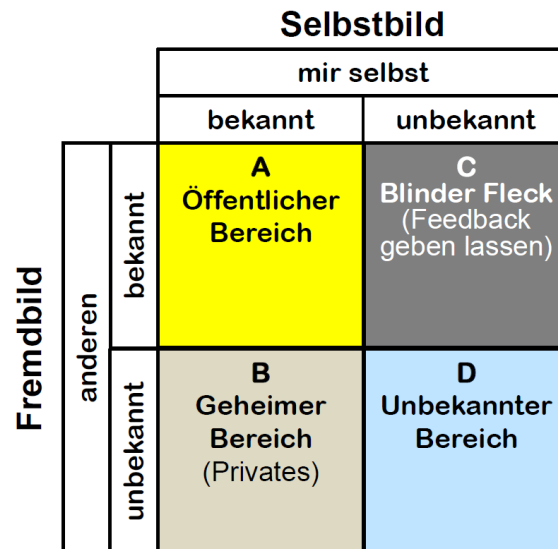 Selbstbild
mir selbst
bekannt
unbekannt
Fremdbild
anderen
bekannt
A
Öffentlicher
Bereich
C
Blinder Fleck
(Feedback
geben lassen)
unbekannt
B
Geheimer
Bereich
(Privates)
D
Unbekannter
Bereich